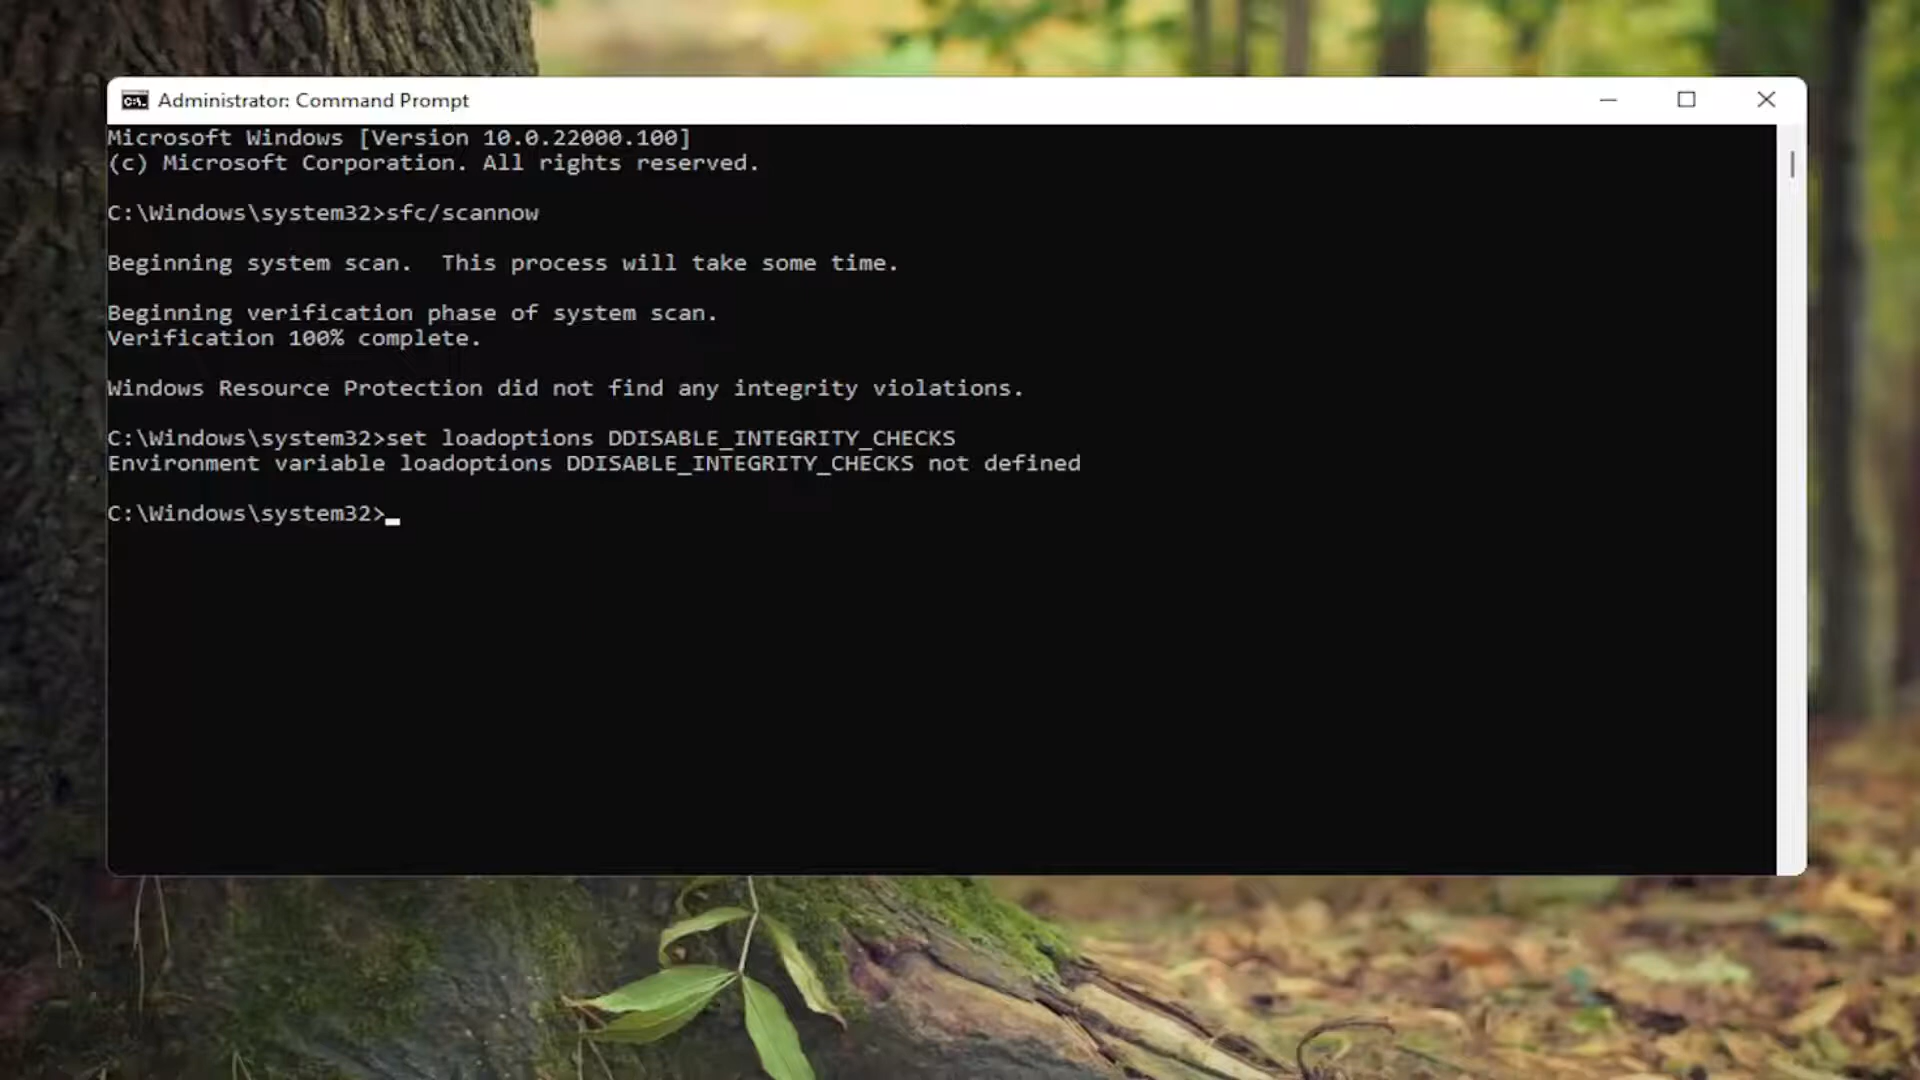 Administrator: Command Prompt
Microsoft Windows [Version 10.0.22000.100]
(c) Microsoft Corporation. All rights reserved.
C:\Windows\system32>sfc/scannow
Beginning system scan.  This process will take some time.
Beginning verification phase of system scan.
Verification 100% complete.
Windows Resource Protection did not find any integrity violations.
C:\Windows\system32>set loadoptions DDISABLE_INTEGRITY_CHECKS
Environment variable loadoptions DDISABLE_INTEGRITY_CHECKS not defined
C:\Windows\system32>